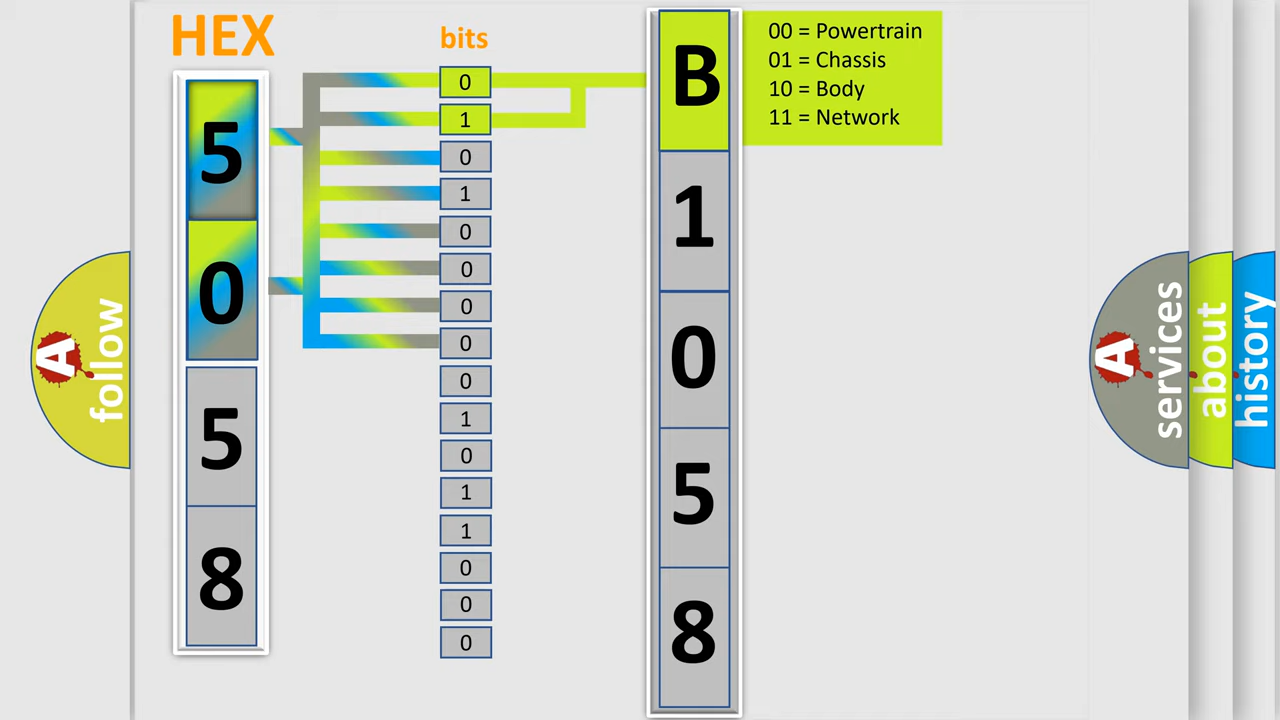 HEX
bits
5
0
5
8
0
1
0
1
0
0
0
0
0
1
0
1
1
0
0
0
B
1
0
5
8
00 = Powertrain
01 = Chassis
10 = Body
11 = Network
A
follow
A
services
about
history